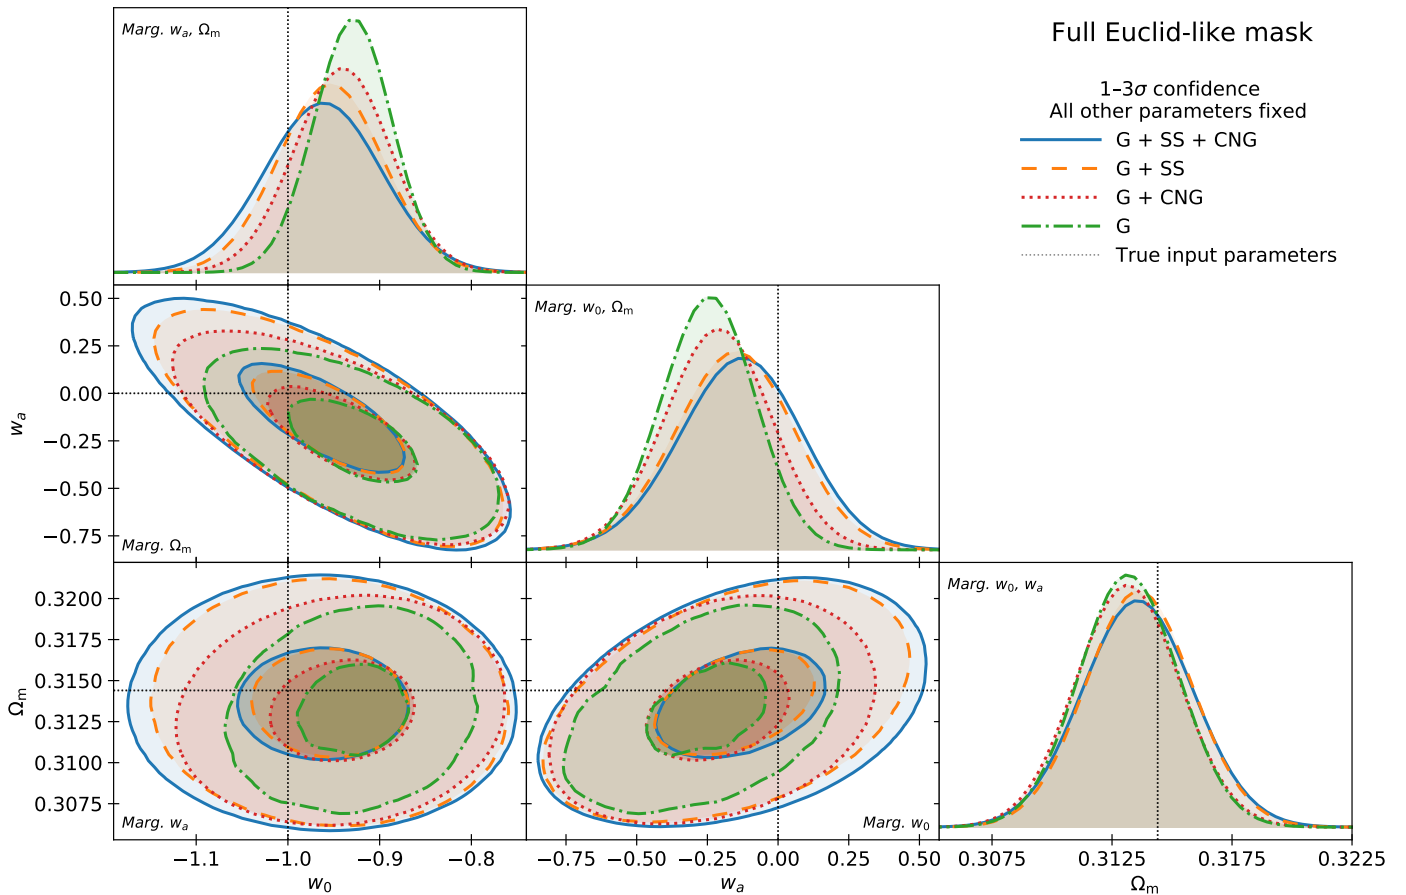 Marg. wₐ, Ωₘ
Full Euclid-like mask
1–3σ confidence
All other parameters fixed
G + SS + CNG
G + SS
G + CNG
G
True input parameters
0.50
0.25
0.00
−0.25
−0.50
−0.75
wₐ
Marg. Ωₘ
Marg. w₀, Ωₘ
0.3200
0.3175
0.3150
0.3125
0.3100
0.3075
Ωₘ
Marg. wₐ
Marg. w₀
Marg. w₀, wₐ
−1.1 −1.0 −0.9 −0.8
w₀
−0.75 −0.50 −0.25 0.00 0.25 0.50
wₐ
0.3075 0.3125 0.3175 0.3225
Ωₘ